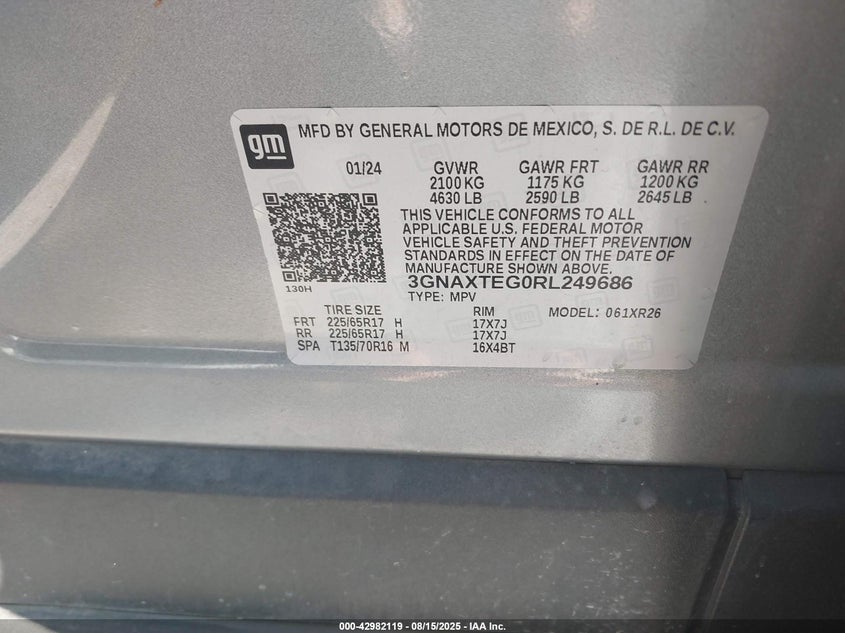 gm
MFD BY GENERAL MOTORS DE MEXICO, S. DE R.L. DE C.V.
01/24 GVWR GAWR FRT GAWR RR
2100 KG 1175 KG 1200 KG
4630 LB 2590 LB 2645 LB
THIS VEHICLE CONFORMS TO ALL
APPLICABLE U.S. FEDERAL MOTOR
VEHICLE SAFETY AND THEFT PREVENTION
STANDARDS IN EFFECT ON THE DATE OF
MANUFACTURE SHOWN ABOVE.
130H
3GNAXTEG0RL249686
TYPE: MPV
TIRE SIZE RIM MODEL: 061XR26
FRT 225/65R17 H 17X7J
RR 225/65R17 H 17X7J
SPA T135/70R16 M 16X4BT
000-42982119 - 08/15/2025 - IAA Inc.